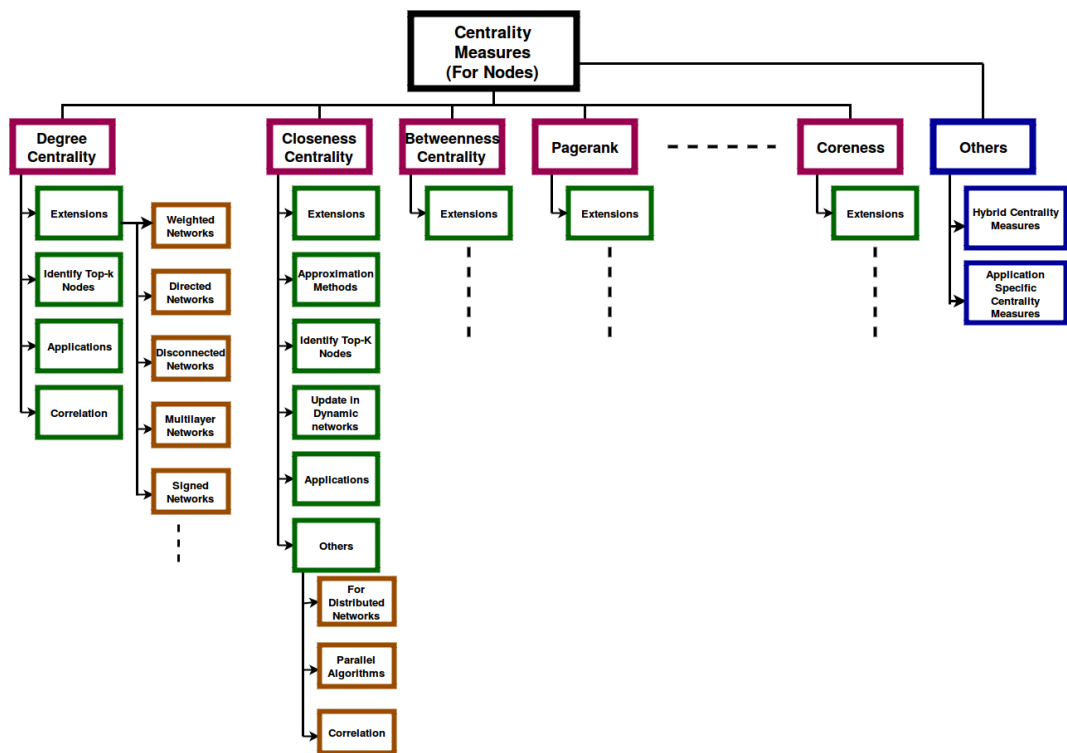 Centrality
Measures
(For Nodes)
Degree
Centrality
Closeness
Centrality
Betweenness
Centrality
Pagerank
Coreness
Others
Extensions
Identify Top-k
Nodes
Applications
Correlation
Weighted
Networks
Directed
Networks
Disconnected
Networks
Multilayer
Networks
Signed
Networks
Extensions
Approximation
Methods
Identify Top-K
Nodes
Update in
Dynamic
networks
Applications
Others
For
Distributed
Networks
Parallel
Algorithms
Correlation
Extensions
Extensions
Extensions
Hybrid Centrality
Measures
Application
Specific
Centrality
Measures